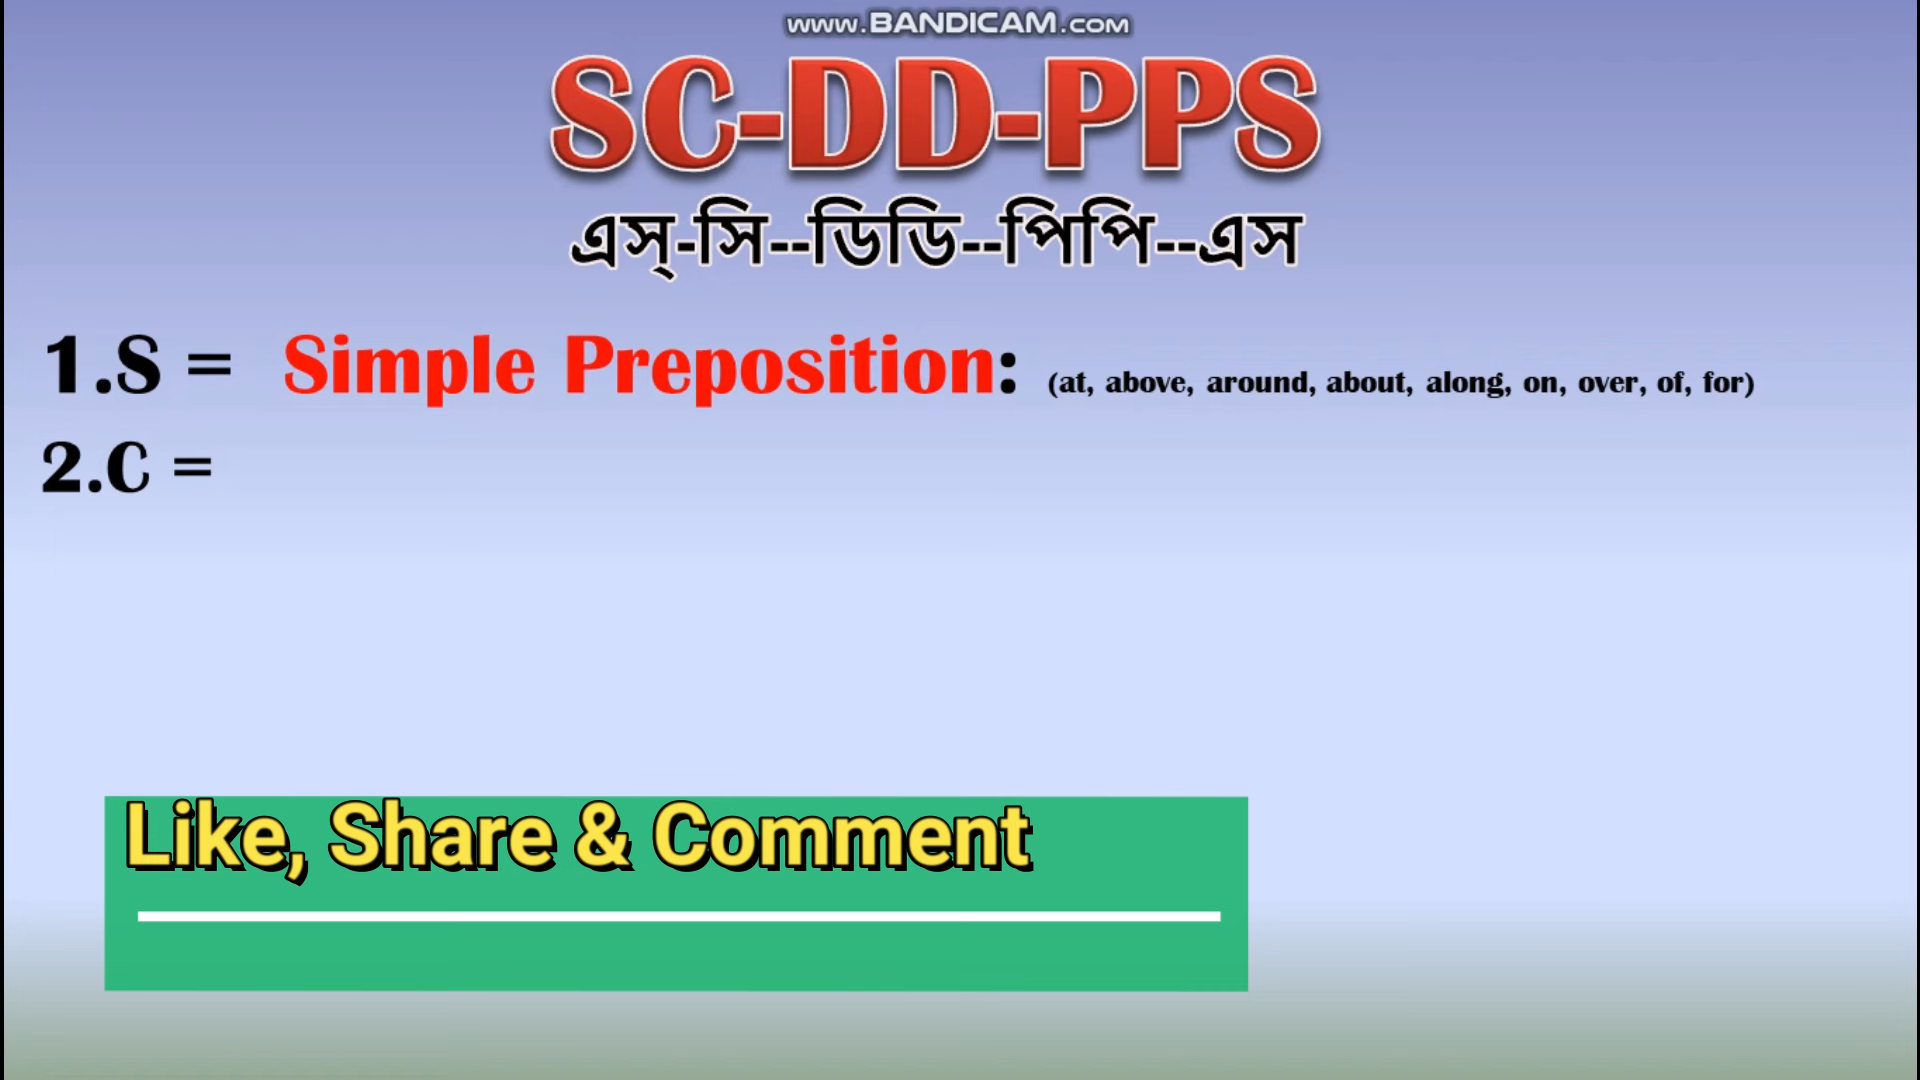 www.BANDICAM.com
SC-DD-PPS
এস্-সি--ডিডি--পিপি--এস
1.S = Simple Preposition: (at, above, around, about, along, on, over, of, for)
2.C =
Like, Share & Comment